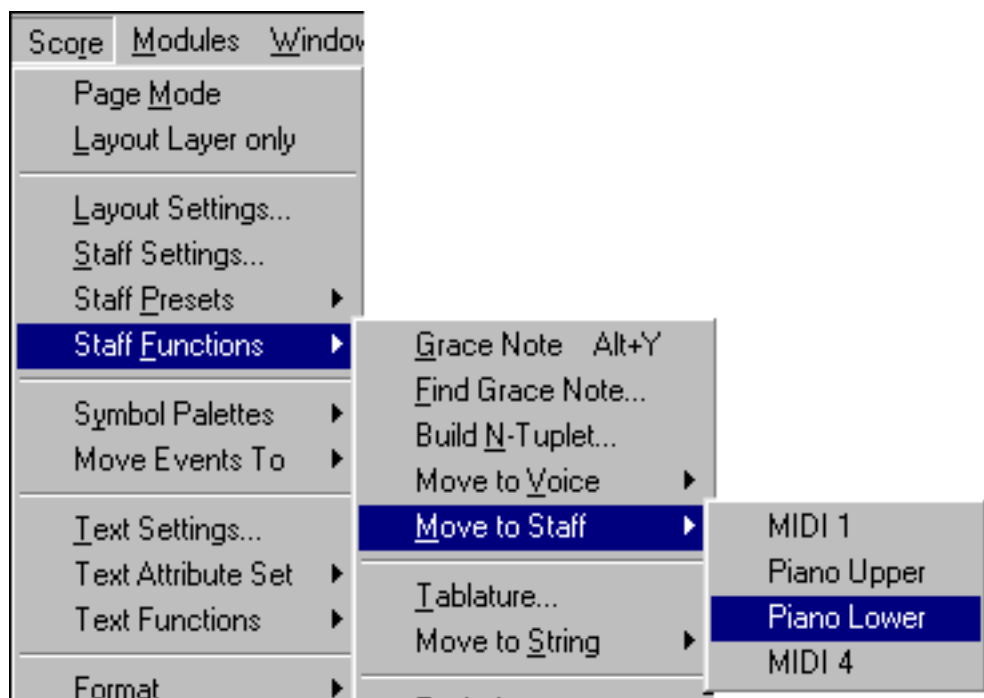 Score Modules Window
Page Mode
Layout Layer only
Layout Settings...
Staff Settings...
Staff Presets
Staff Functions
Symbol Palettes
Move Events To
Text Settings...
Text Attribute Set
Text Functions
Format
Grace Note Alt+Y
Find Grace Note...
Build N-Tuplet...
Move to Voice
Move to Staff
Tablature...
Move to String
MIDI 1
Piano Upper
Piano Lower
MIDI 4